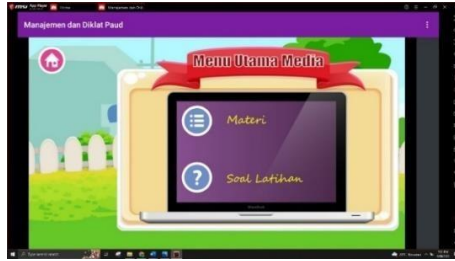 Manajemen dan Diklat Paud
Menu Utama Media
Materi
Soal Latihan